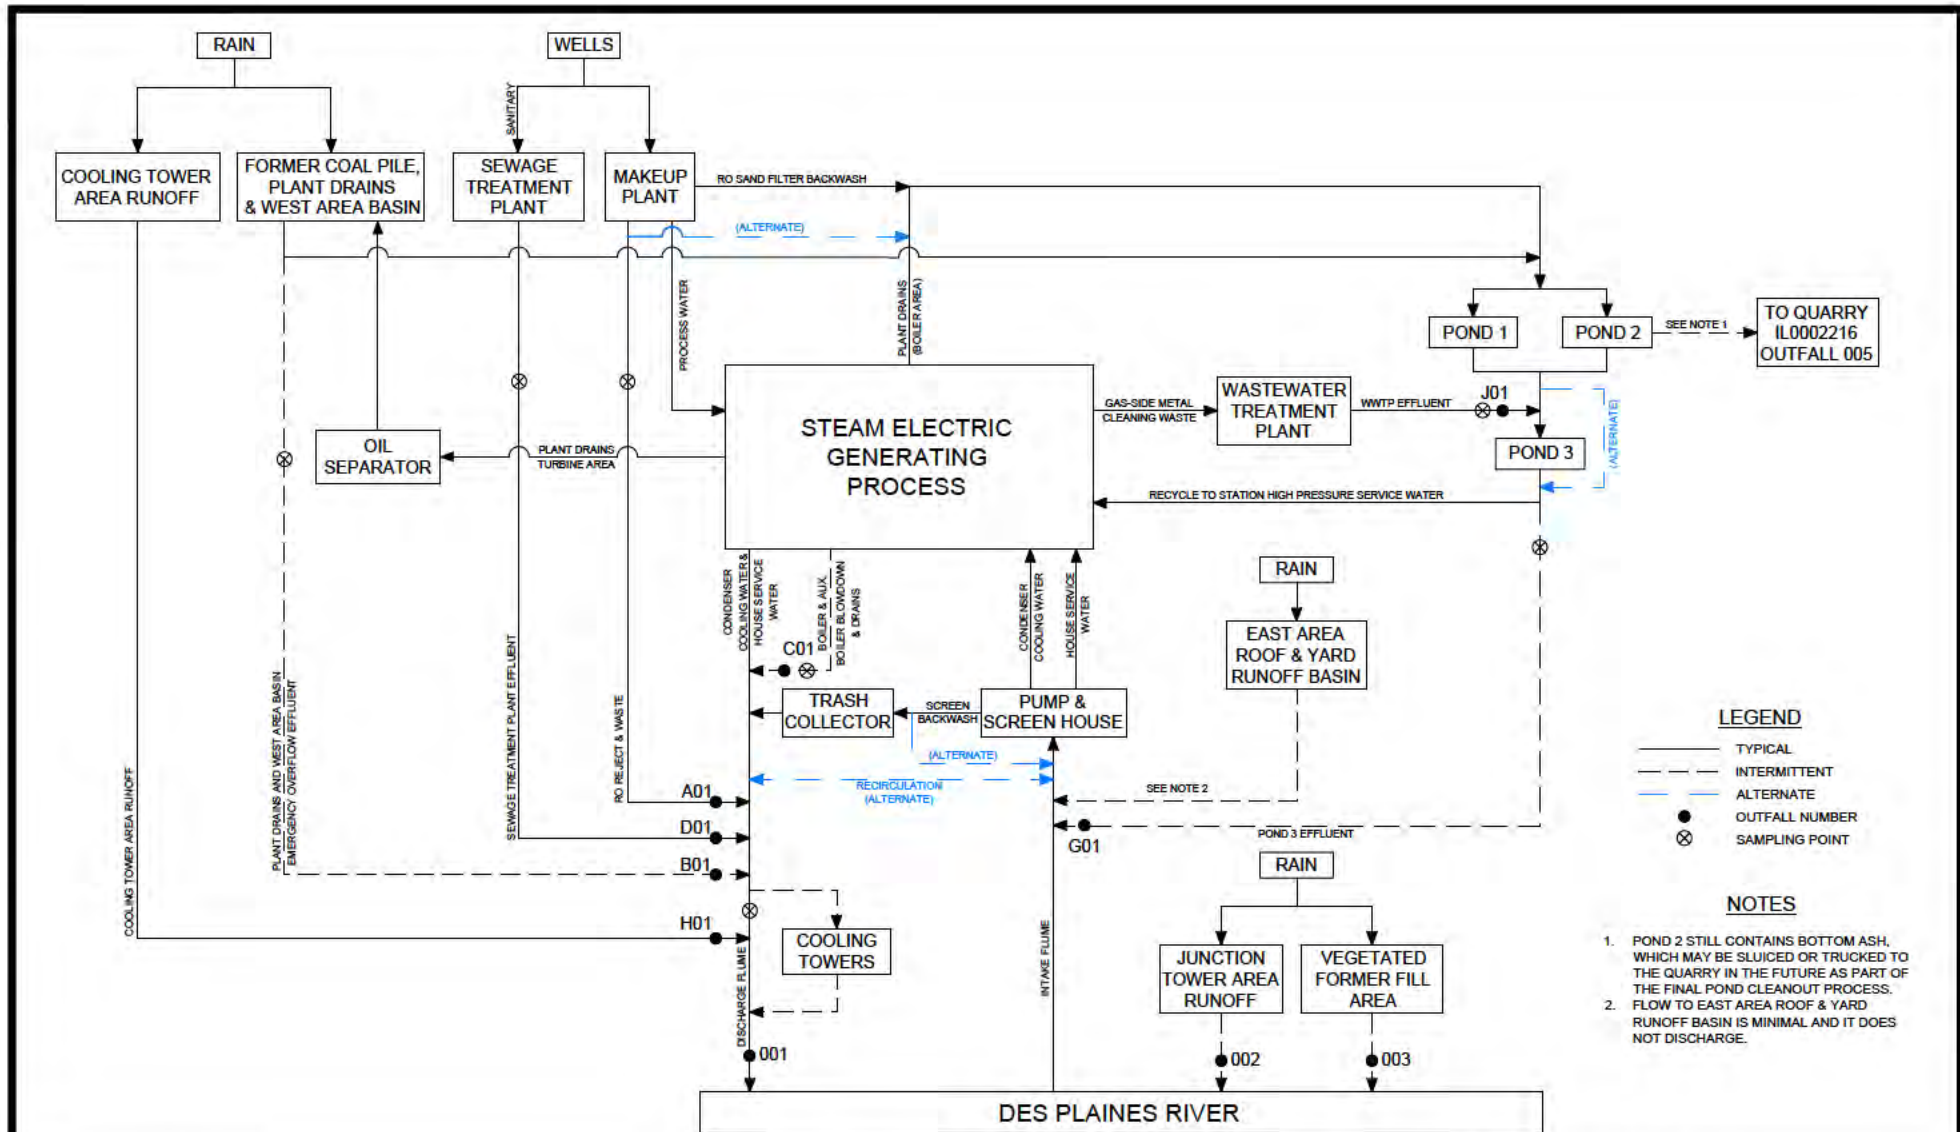 RAIN
WELLS
SANITARY
COOLING TOWER
AREA RUNOFF
FORMER COAL PILE,
PLANT DRAINS
& WEST AREA BASIN
SEWAGE
TREATMENT
PLANT
MAKEUP
PLANT
RO SAND FILTER BACKWASH
(ALTERNATE)
PROCESS WATER
PLANT DRAINS
(BOILER AREA)
POND 1
POND 2
SEE NOTE 1
TO QUARRY
IL0002216
OUTFALL 005
STEAM ELECTRIC
GENERATING
PROCESS
GAS-SIDE METAL
CLEANING WASTE
WASTEWATER
TREATMENT
PLANT
WWTP EFFLUENT
J01
(ALTERNATE)
POND 3
OIL
SEPARATOR
PLANT DRAINS
TURBINE AREA
RECYCLE TO STATION HIGH PRESSURE SERVICE WATER
CONDENSER
COOLING WATER &
HOUSE SERVICE
WATER
BOILER & AUX.
BOILER BLOWDOWN
& DRAINS
CONDENSER
COOLING WATER
HOUSE SERVICE
WATER
C01
RAIN
EAST AREA
ROOF & YARD
RUNOFF BASIN
TRASH
COLLECTOR
SCREEN
BACKWASH
PUMP &
SCREEN HOUSE
(ALTERNATE)
RECIRCULATION
(ALTERNATE)
SEE NOTE 2
POND 3 EFFLUENT
G01
COOLING TOWER AREA RUNOFF
PLANT DRAINS AND WEST AREA BASIN
EMERGENCY OVERFLOW EFFLUENT
SEWAGE TREATMENT PLANT EFFLUENT
RO REJECT & WASTE
A01
D01
B01
H01
COOLING
TOWERS
DISCHARGE FLUME
INTAKE FLUME
RAIN
JUNCTION
TOWER AREA
RUNOFF
VEGETATED
FORMER FILL
AREA
001
002
003
DES PLAINES RIVER
LEGEND
TYPICAL
INTERMITTENT
ALTERNATE
OUTFALL NUMBER
SAMPLING POINT
NOTES
1. POND 2 STILL CONTAINS BOTTOM ASH,
WHICH MAY BE SLUICED OR TRUCKED TO
THE QUARRY IN THE FUTURE AS PART OF
THE FINAL POND CLEANOUT PROCESS.
2. FLOW TO EAST AREA ROOF & YARD
RUNOFF BASIN IS MINIMAL AND IT DOES
NOT DISCHARGE.